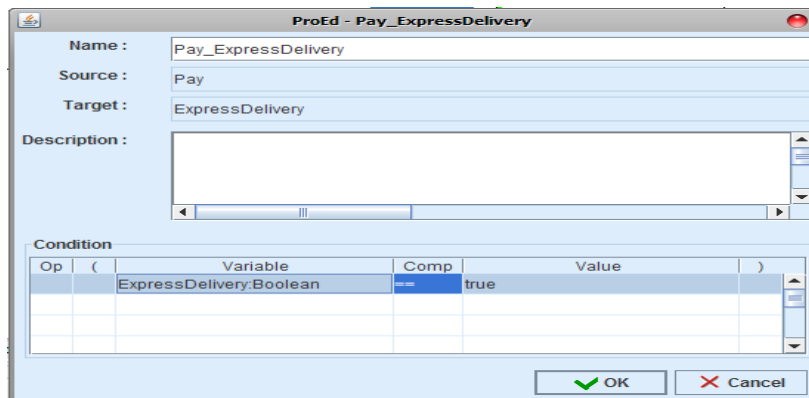 ProEd - Pay_ExpressDelivery
Name : Pay_ExpressDelivery
Source : Pay
Target : ExpressDelivery
Description :
Condition
Op ( Variable Comp Value )
ExpressDelivery:Boolean == true
OK Cancel